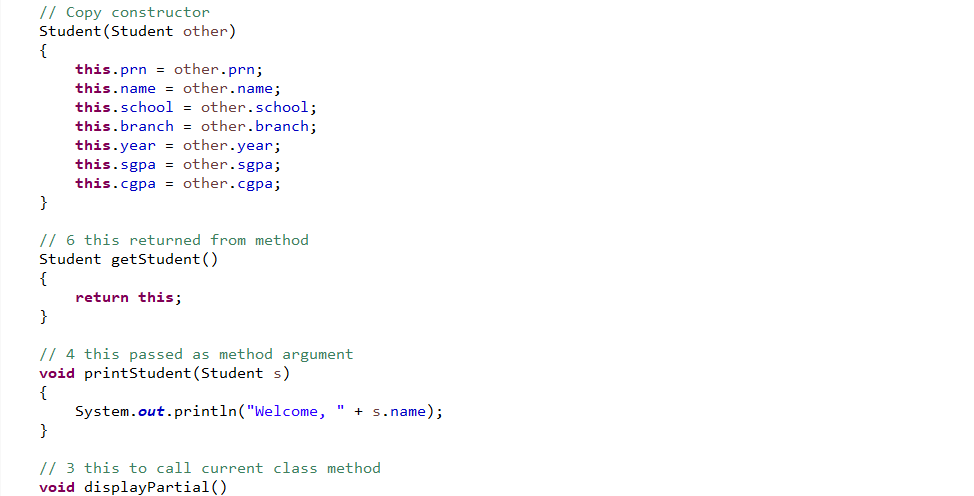 // Copy constructor
Student(Student other)
{
    this.prn = other.prn;
    this.name = other.name;
    this.school = other.school;
    this.branch = other.branch;
    this.year = other.year;
    this.sgpa = other.sgpa;
    this.cgpa = other.cgpa;
}

// 6 this returned from method
Student getStudent()
{
    return this;
}

// 4 this passed as method argument
void printStudent(Student s)
{
    System.out.println("Welcome, " + s.name);
}

// 3 this to call current class method
void displayPartial()